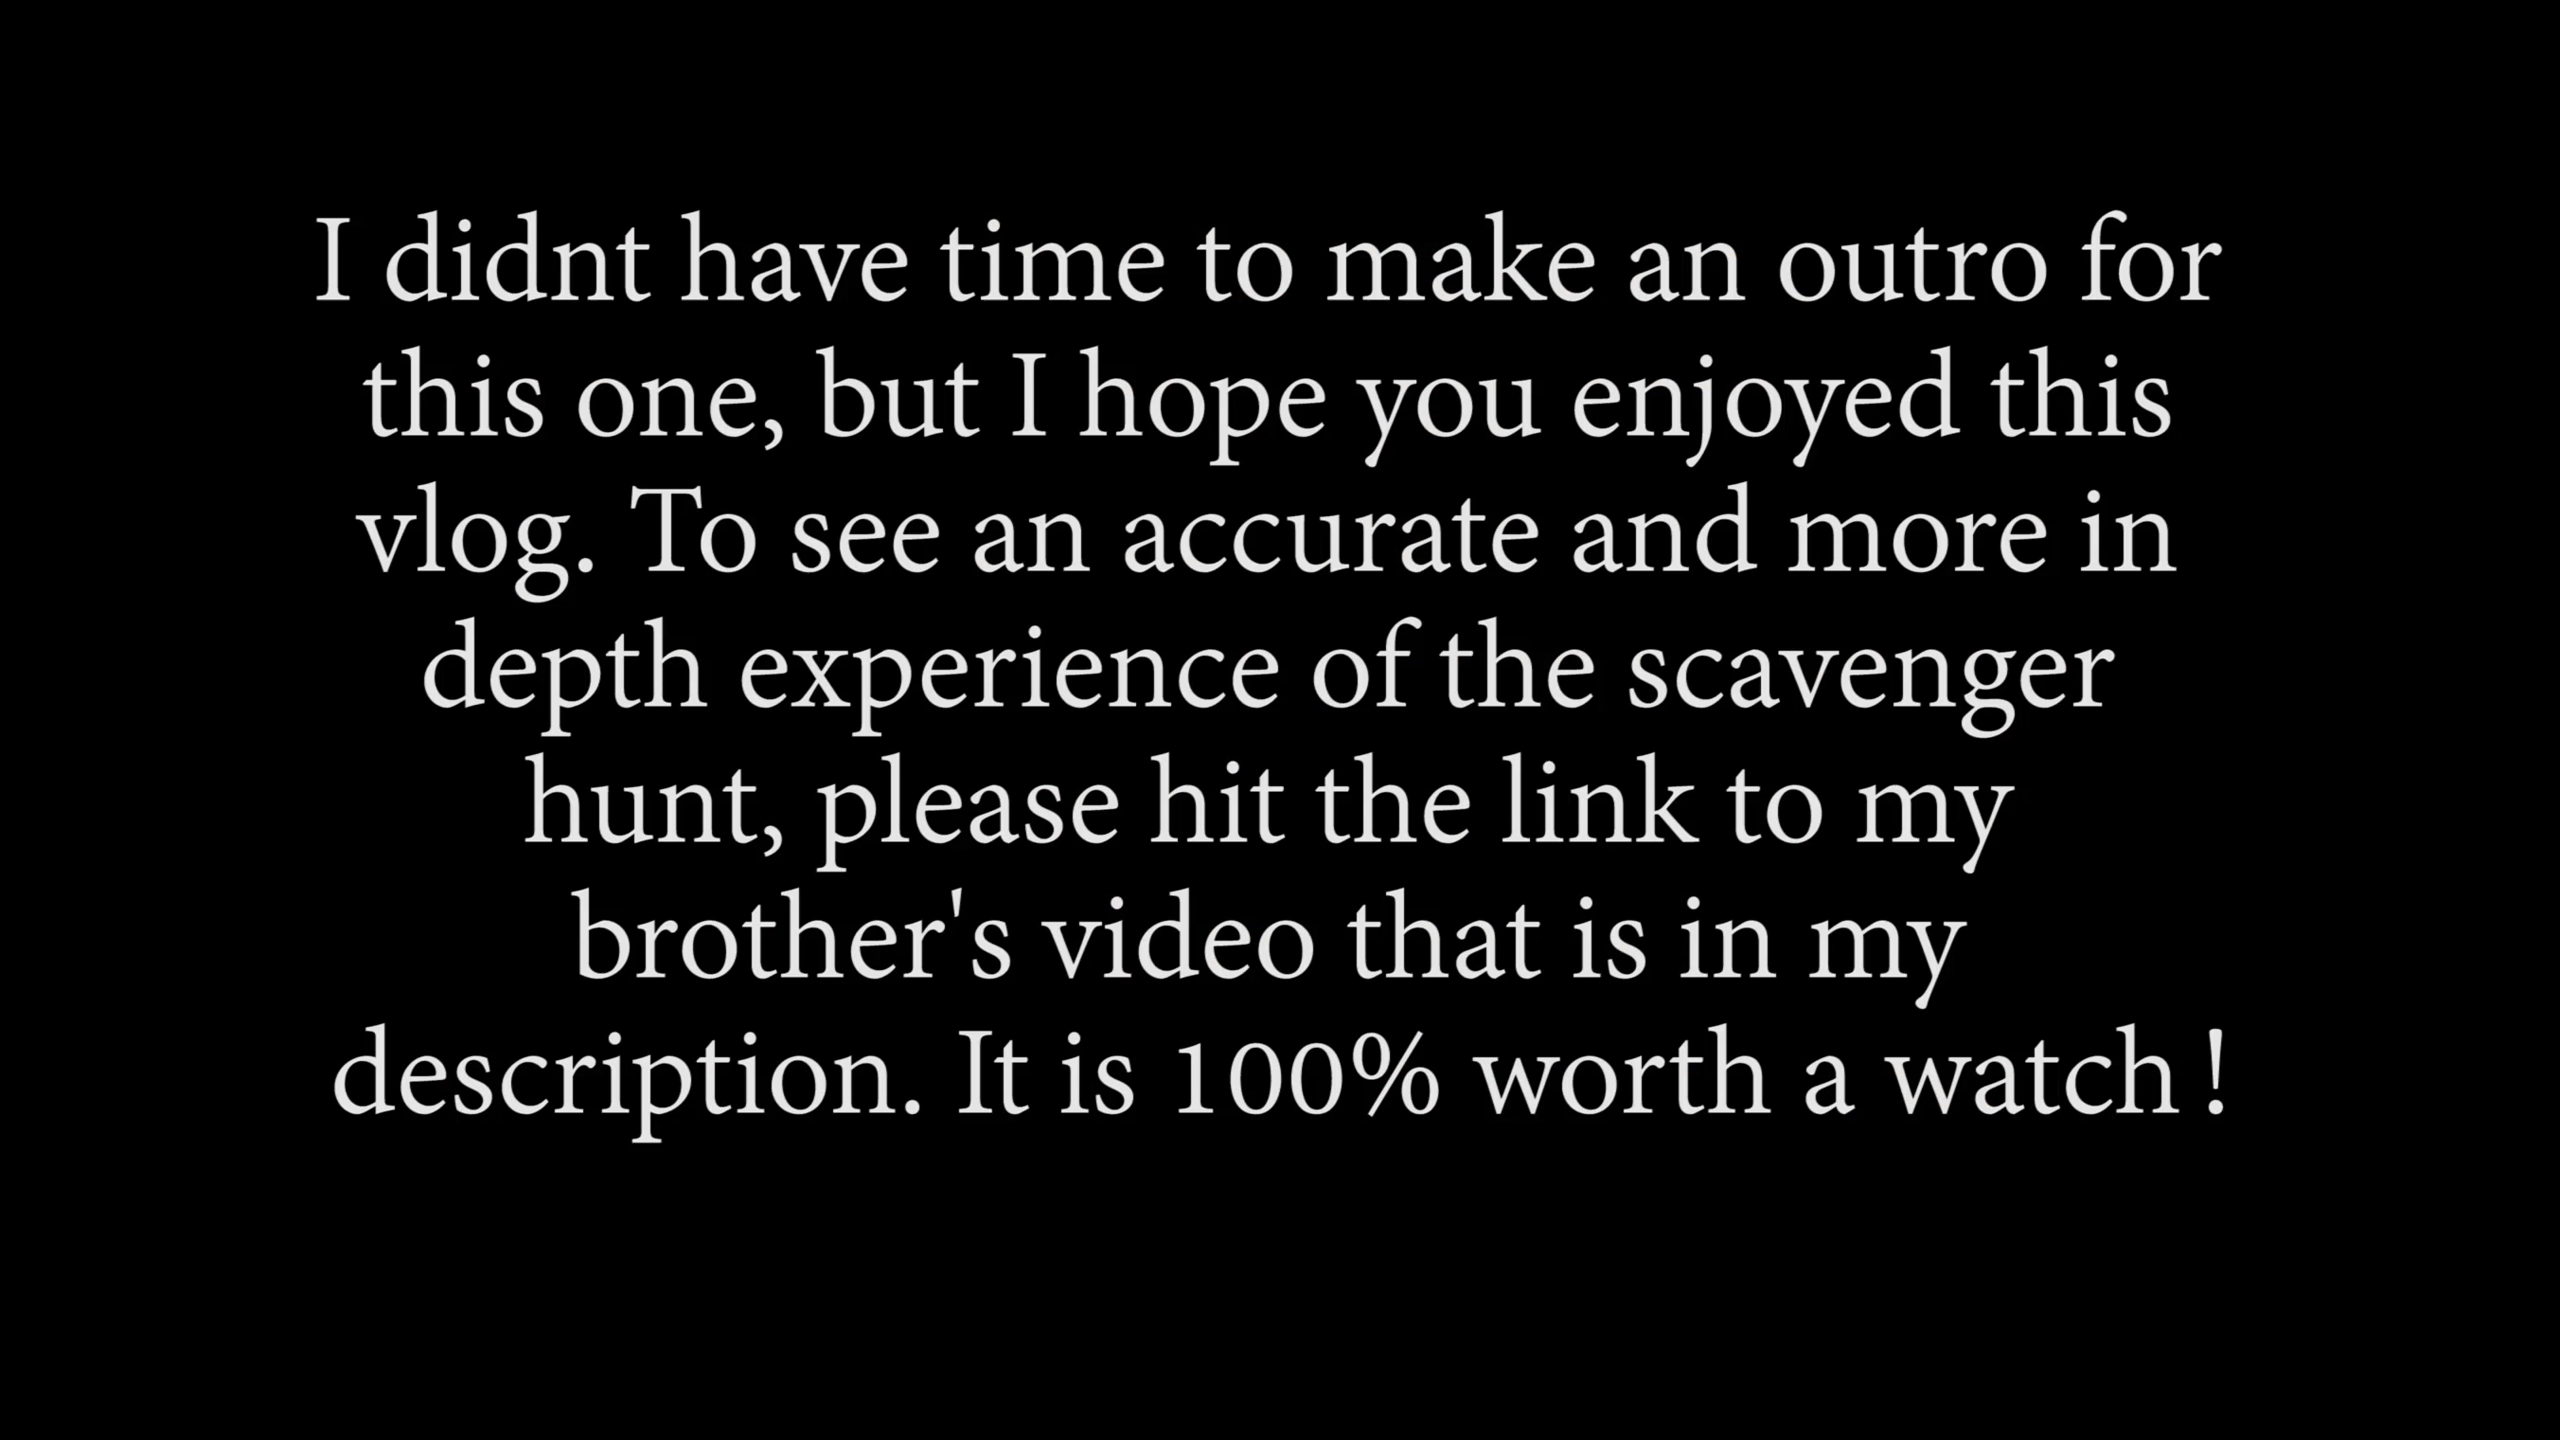 I didnt have time to make an outro for
this one, but I hope you enjoyed this
vlog. To see an accurate and more in
depth experience of the scavenger
hunt, please hit the link to my
brother's video that is in my
description. It is 100% worth a watch !